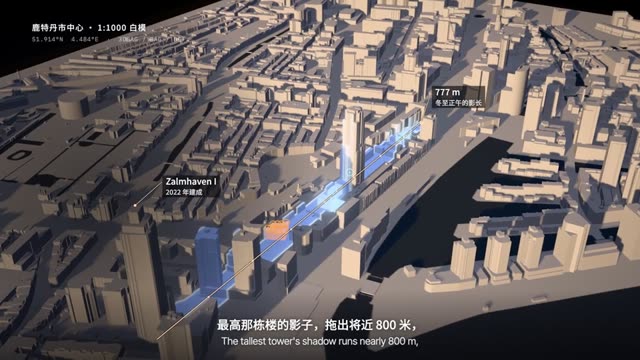 鹿特丹市中心 · 1:1000 白模
51.914°N 4.484°E
777 m
冬至正午的影长
Zalmhaven I
2022 年建成
最高那栋楼的影子，拖出将近 800 米，
The tallest tower's shadow runs nearly 800 m,